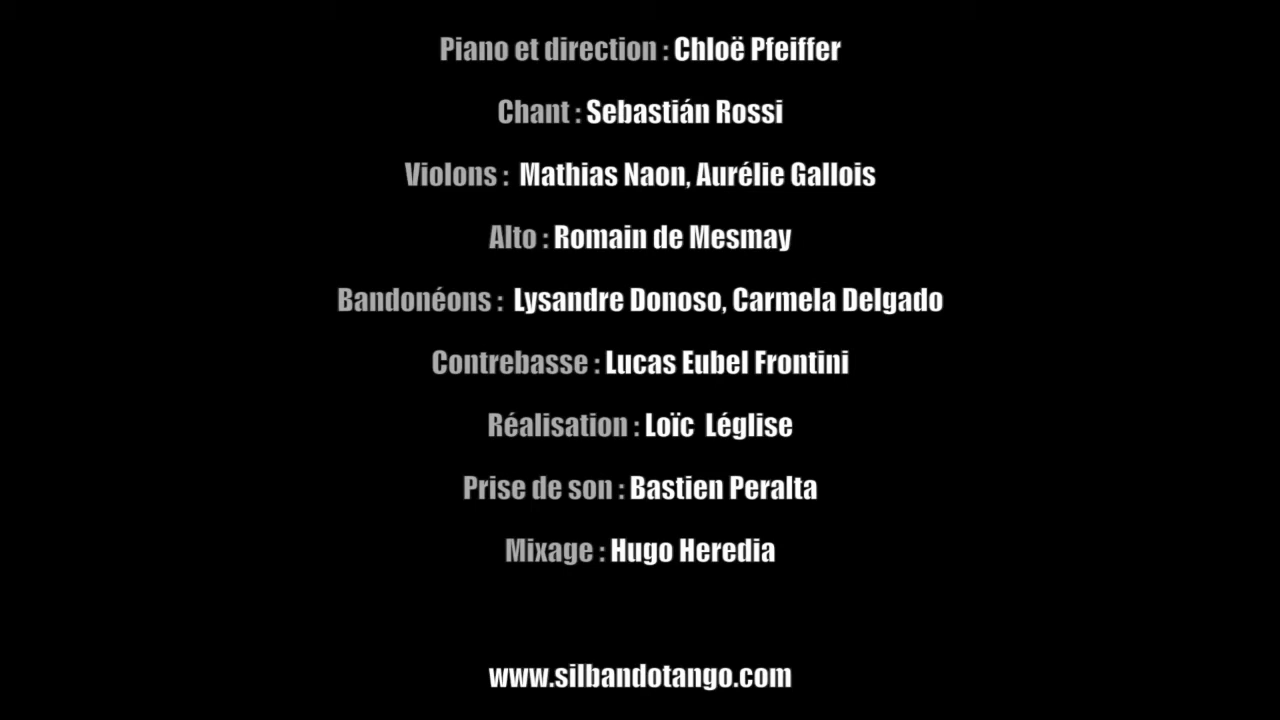 Piano et direction : Chloë Pfeiffer
Chant : Sebastián Rossi
Violons : Mathias Naon, Aurélie Gallois
Alto : Romain de Mesmay
Bandonéons : Lysandre Donoso, Carmela Delgado
Contrebasse : Lucas Eubel Frontini
Réalisation : Loïc Léglise
Prise de son : Bastien Peralta
Mixage : Hugo Heredia
www.silbandotango.com